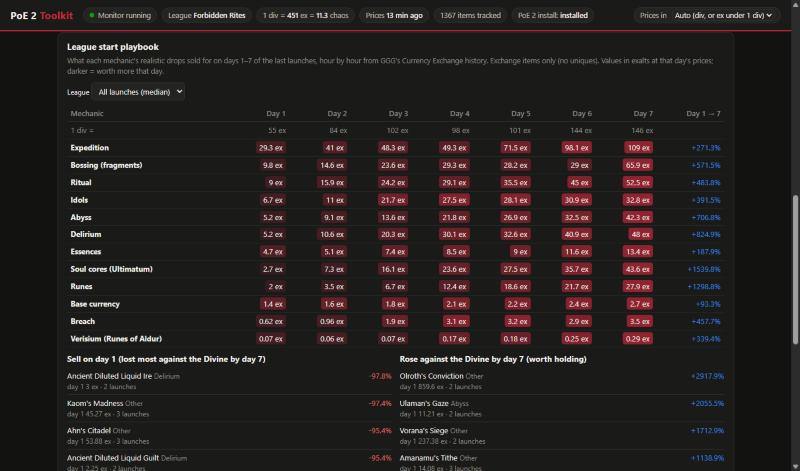 PoE 2 Toolkit Monitor running League Forbidden Rites 1 div = 451 ex = 11.3 chaos Prices 13 min ago 1367 items tracked PoE 2 install: installed Prices in Auto (div, or ex under 1 div)
League start playbook
What each mechanic's realistic drops sold for on days 1–7 of the last launches, hour by hour from GGG's Currency Exchange history. Exchange items only (no uniques). Values in exalts at that day's prices;
darker = worth more that day.
League All launches (median)
Mechanic Day 1 Day 2 Day 3 Day 4 Day 5 Day 6 Day 7 Day 1 → 7
1 div = 55 ex 84 ex 102 ex 98 ex 101 ex 144 ex 146 ex
Expedition 29.3 ex 41 ex 48.3 ex 49.3 ex 71.5 ex 98.1 ex 109 ex +271.3%
Bossing (fragments) 9.8 ex 14.6 ex 23.6 ex 29.3 ex 28.2 ex 29 ex 65.9 ex +571.5%
Ritual 9 ex 15.9 ex 24.2 ex 29.1 ex 35.5 ex 45 ex 52.5 ex +483.8%
Idols 6.7 ex 11 ex 21.7 ex 27.5 ex 28.1 ex 30.9 ex 32.8 ex +391.5%
Abyss 5.2 ex 9.1 ex 13.6 ex 21.8 ex 26.9 ex 32.5 ex 42.3 ex +706.8%
Delirium 5.2 ex 10.6 ex 20.3 ex 30.1 ex 32.6 ex 40.9 ex 48 ex +824.9%
Essences 4.7 ex 5.1 ex 7.4 ex 8.5 ex 9 ex 11.6 ex 13.4 ex +187.9%
Soul cores (Ultimatum) 2.7 ex 7.3 ex 16.1 ex 23.6 ex 27.5 ex 35.7 ex 43.6 ex +1539.8%
Runes 2 ex 3.5 ex 6.7 ex 12.4 ex 18.6 ex 21.7 ex 27.9 ex +1298.8%
Base currency 1.4 ex 1.6 ex 1.8 ex 2.1 ex 2.2 ex 2.4 ex 2.7 ex +93.3%
Breach 0.62 ex 0.96 ex 1.9 ex 3.1 ex 3.2 ex 2.9 ex 3.5 ex +457.7%
Verisium (Runes of Aldur) 0.07 ex 0.06 ex 0.07 ex 0.17 ex 0.18 ex 0.25 ex 0.29 ex +339.4%
Sell on day 1 (lost most against the Divine by day 7) Rose against the Divine by day 7 (worth holding)
Ancient Diluted Liquid Ire Delirium -97.8% Olroth's Conviction Other +2917.9%
day 1 3 ex · 2 launches day 1 859.6 ex · 2 launches
Kaom's Madness Other -97.4% Ulaman's Gaze Abyss +2055.5%
day 1 45.27 ex · 3 launches day 1 11.21 ex · 2 launches
Ahn's Citadel Other -95.4% Vorana's Siege Other +1712.9%
day 1 53.88 ex · 3 launches day 1 237.38 ex · 2 launches
Ancient Diluted Liquid Guilt Delirium -95.4% Amanamu's Tithe Other +1138.9%
day 1 2.25 ex · 2 launches day 1 14.08 ex · 3 launches